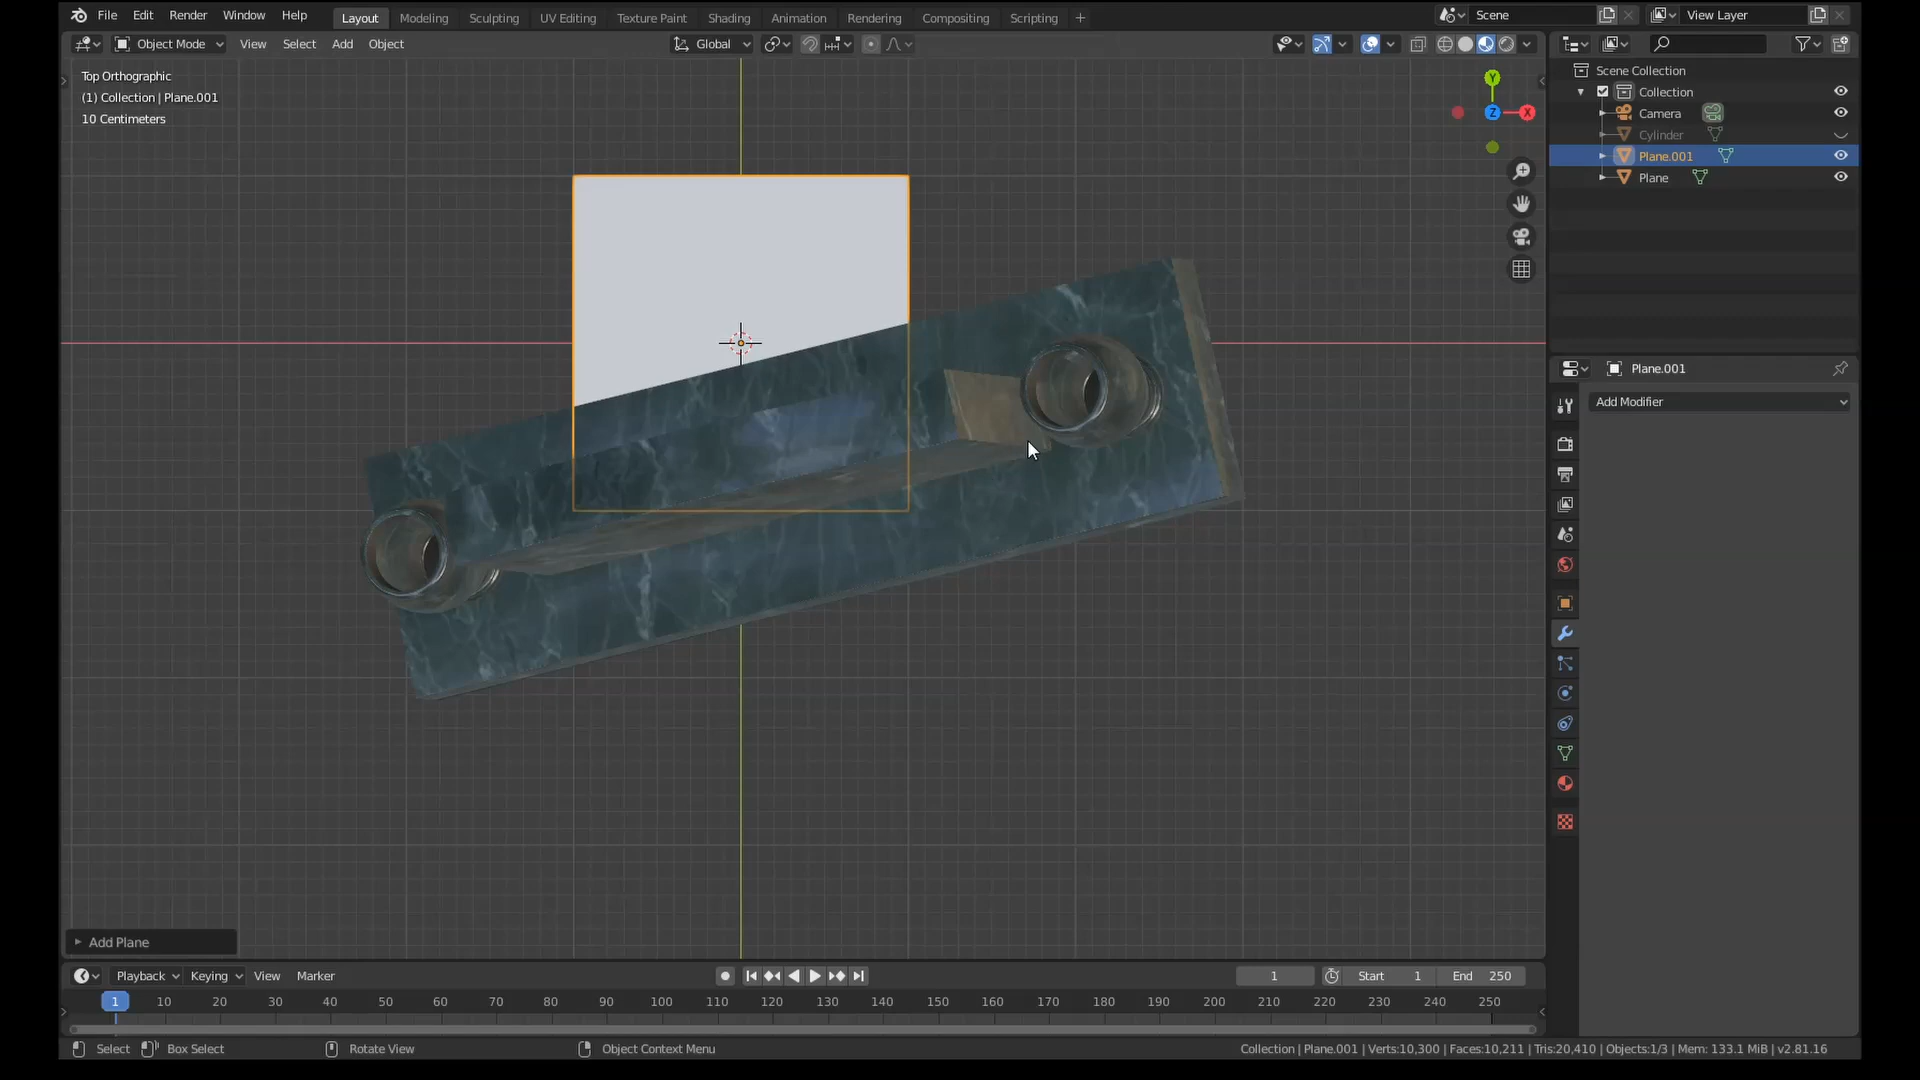 File Edit Render Window Help Layout Modeling Sculpting UV Editing Texture Paint Shading Animation Rendering Compositing Scripting + Scene View Layer
Object Mode View Select Add Object Global
Top Orthographic
(1) Collection | Plane.001
10 Centimeters
Y
Z
X
Scene Collection
Collection
Camera
Cylinder
Plane.001
Plane
Plane.001
Add Modifier
Add Plane
Playback Keying View Marker 1 Start 1 End 250
1 10 20 30 40 50 60 70 80 90 100 110 120 130 140 150 160 170 180 190 200 210 220 230 240 250
Select Box Select Rotate View Object Context Menu Collection | Plane.001 | Verts:10,300 | Faces:10,211 | Tris:20,410 | Objects:1/3 | Mem: 133.1 MiB | v2.81.16